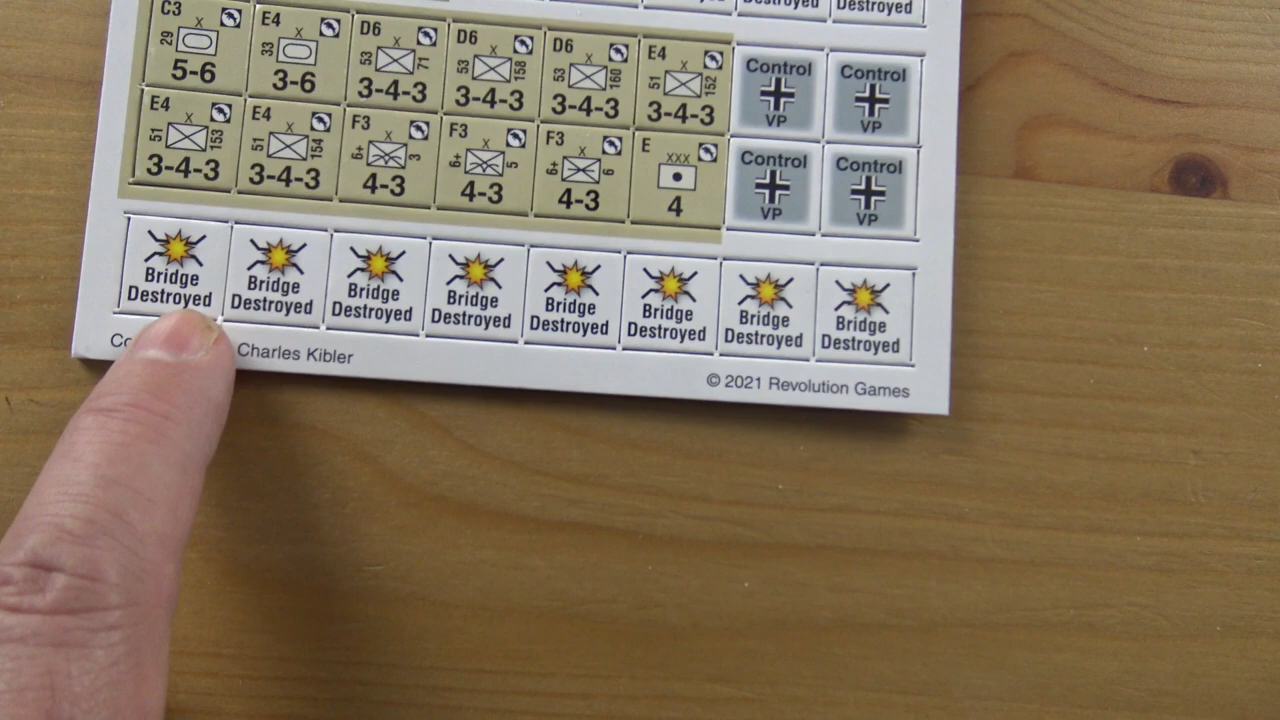 Destroyed Destroyed
C3 X 29 5-6
E4 X 33 3-6
D6 X 53 71 3-4-3
D6 X 53 158 3-4-3
D6 X 53 160 3-4-3
E4 X 51 152 3-4-3
Control VP
Control VP
E4 X 51 153 3-4-3
E4 X 51 154 3-4-3
F3 X 6+ 3 4-3
F3 X 6+ 5 4-3
F3 X 6+ 6 4-3
E XXX 4
Control VP
Control VP
Bridge Destroyed
Bridge Destroyed
Bridge Destroyed
Bridge Destroyed
Bridge Destroyed
Bridge Destroyed
Bridge Destroyed
Bridge Destroyed
Charles Kibler
© 2021 Revolution Games